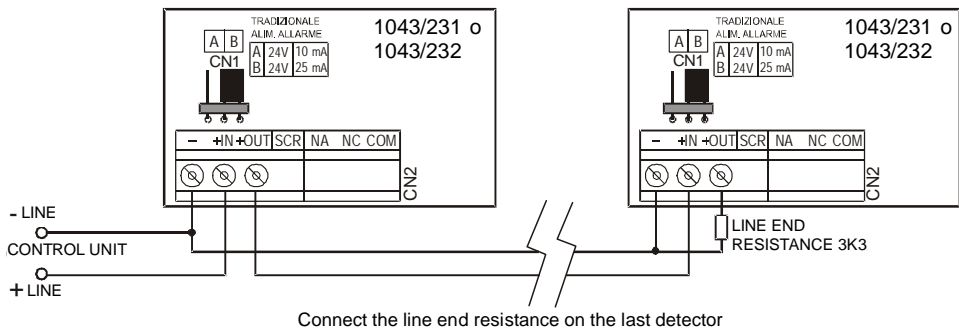 TRADIZIONALE
ALIM. ALLARME
A 24V 10 mA
B 24V 25 mA
A B
CN1
1043/231 o
1043/232
- +IN +OUT SCR NA NC COM
CN2
TRADIZIONALE
ALIM. ALLARME
A 24V 10 mA
B 24V 25 mA
A B
CN1
1043/231 o
1043/232
- +IN +OUT SCR NA NC COM
CN2
- LINE
CONTROL UNIT
+ LINE
LINE END
RESISTANCE 3K3
Connect the line end resistance on the last detector